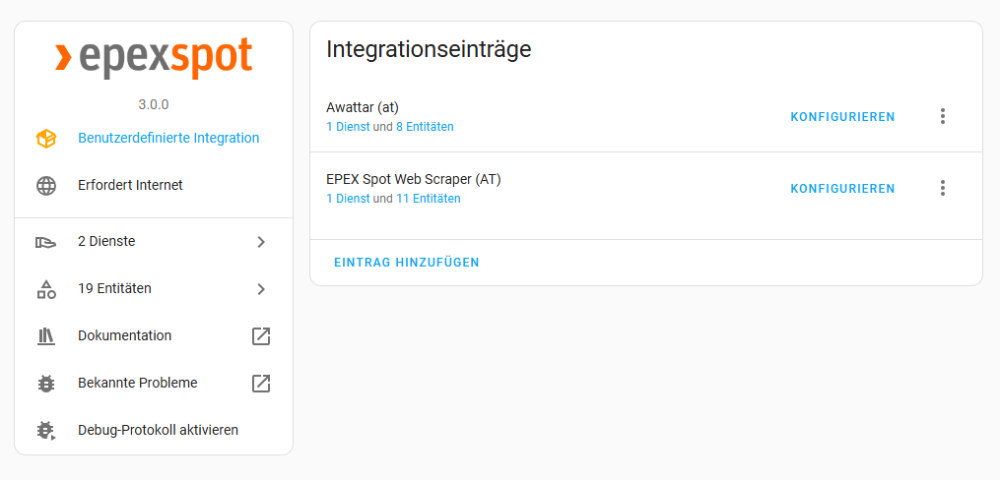 epexspot
3.0.0
Benutzerdefinierte Integration
Erfordert Internet
2 Dienste
19 Entitäten
Dokumentation
Bekannte Probleme
Debug-Protokoll aktivieren
Integrationseinträge
Awattar (at)
1 Dienst und 8 Entitäten
KONFIGURIEREN
EPEX Spot Web Scraper (AT)
1 Dienst und 11 Entitäten
KONFIGURIEREN
EINTRAG HINZUFÜGEN